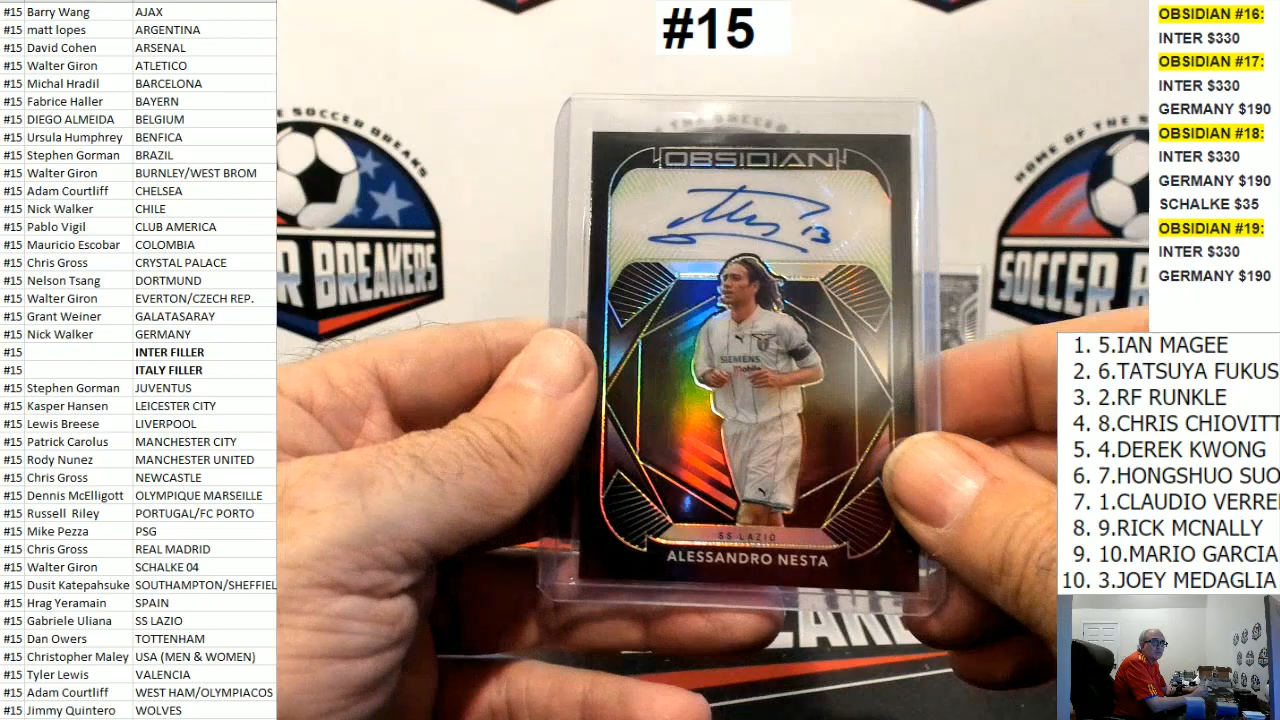 #15 Barry Wang AJAX
#15 matt lopes ARGENTINA
#15 David Cohen ARSENAL
#15 Walter Giron ATLETICO
#15 Michal Hradil BARCELONA
#15 Fabrice Haller BAYERN
#15 DIEGO ALMEIDA BELGIUM
#15 Ursula Humphrey BENFICA
#15 Stephen Gorman BRAZIL
#15 Walter Giron BURNLEY/WEST BROM
#15 Adam Courtliff CHELSEA
#15 Nick Walker CHILE
#15 Pablo Vigil CLUB AMERICA
#15 Mauricio Escobar COLOMBIA
#15 Chris Gross CRYSTAL PALACE
#15 Nelson Tsang DORTMUND
#15 Walter Giron EVERTON/CZECH REP.
#15 Grant Weiner GALATASARAY
#15 Nick Walker GERMANY
#15 INTER FILLER
#15 ITALY FILLER
#15 Stephen Gorman JUVENTUS
#15 Kasper Hansen LEICESTER CITY
#15 Lewis Breese LIVERPOOL
#15 Patrick Carolus MANCHESTER CITY
#15 Rody Nunez MANCHESTER UNITED
#15 Chris Gross NEWCASTLE
#15 Dennis McElligott OLYMPIQUE MARSEILLE
#15 Russell Riley PORTUGAL/FC PORTO
#15 Mike Pezza PSG
#15 Chris Gross REAL MADRID
#15 Walter Giron SCHALKE 04
#15 Dusit Katepahsuke SOUTHAMPTON/SHEFFIEL
#15 Hrag Yeramain SPAIN
#15 Gabriele Uliana SS LAZIO
#15 Dan Owers TOTTENHAM
#15 Christopher Maley USA (MEN & WOMEN)
#15 Tyler Lewis VALENCIA
#15 Adam Courtliff WEST HAM/OLYMPIACOS
#15 Jimmy Quintero WOLVES
#15
THE SOCCER BREAKS
R BREAKERS
HOME OF THE S
SOCCER B
OBSIDIAN
13
SIEMENS
mobile
SS LAZIO
ALESSANDRO NESTA
OBSIDIAN #16:
INTER $330
OBSIDIAN #17:
INTER $330
GERMANY $190
OBSIDIAN #18:
INTER $330
GERMANY $190
SCHALKE $35
OBSIDIAN #19:
INTER $330
GERMANY $190
1. 5.IAN MAGEE
2. 6.TATSUYA FUKUS
3. 2.RF RUNKLE
4. 8.CHRIS CHIOVITT
5. 4.DEREK KWONG
6. 7.HONGSHUO SUO
7. 1.CLAUDIO VERRE
8. 9.RICK MCNALLY
9. 10.MARIO GARCIA
10. 3.JOEY MEDAGLIA